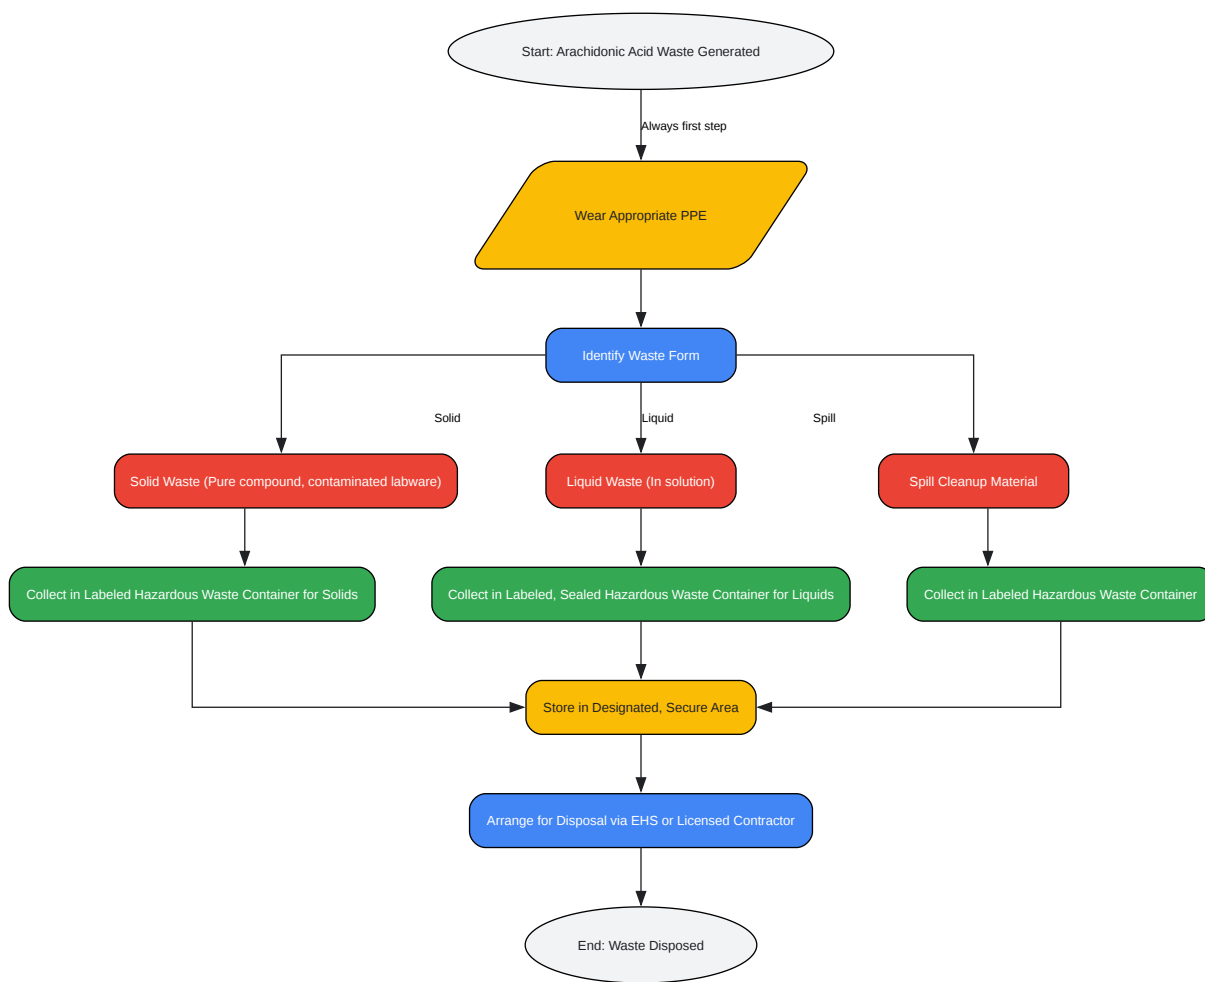 Start: Arachidonic Acid Waste Generated
Always first step
Wear Appropriate PPE
Identify Waste Form
Solid
Liquid
Spill
Solid Waste (Pure compound, contaminated labware)
Liquid Waste (In solution)
Spill Cleanup Material
Collect in Labeled Hazardous Waste Container for Solids
Collect in Labeled, Sealed Hazardous Waste Container for Liquids
Collect in Labeled Hazardous Waste Container
Store in Designated, Secure Area
Arrange for Disposal via EHS or Licensed Contractor
End: Waste Disposed